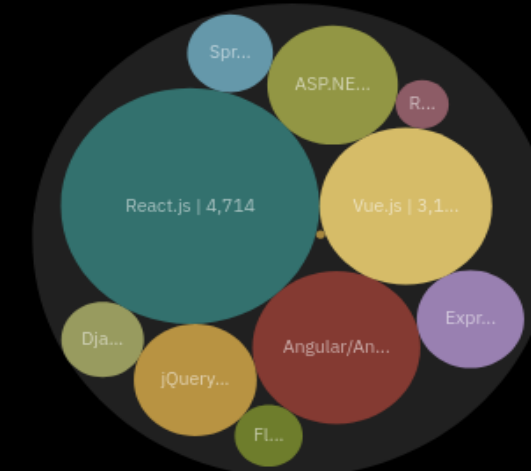 Spr...
ASP.NE...
R...
React.js | 4,714
Vue.js | 3,1...
Expr...
Dja...
Angular/An...
jQuery...
Fl...